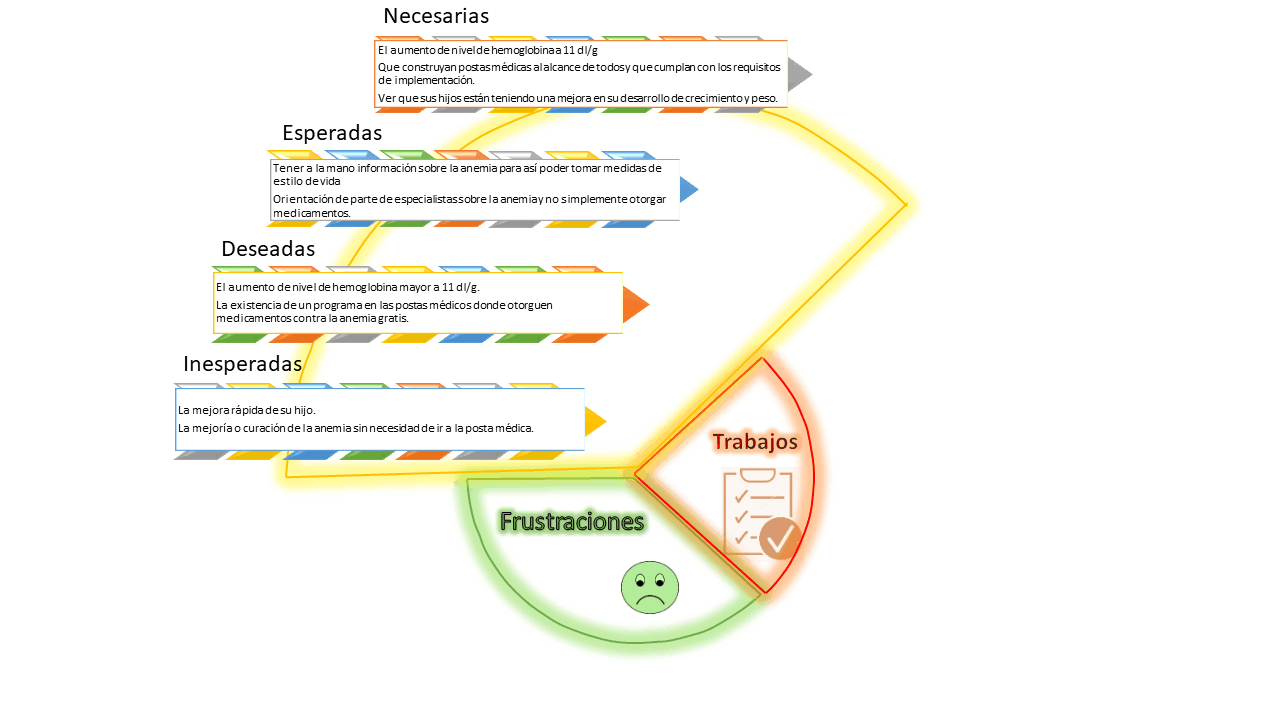 Necesarias
El aumento de nivel de hemoglobina a 11 dl/g
Que construyan postas médicas al alcance de todos y que cumplan con los requisitos
de implementación.
Ver que sus hijos están teniendo una mejora en su desarrollo de crecimiento y peso.
Esperadas
Tener a la mano información sobre la anemia para así poder tomar medidas de
estilo de vida
Orientación de parte de especialistas sobre la anemia y no simplemente otorgar
medicamentos.
Deseadas
El aumento de nivel de hemoglobina mayor a 11 dl/g.
La existencia de un programa en las postas médicos donde otorguen
medicamentos contra la anemia gratis.
Inesperadas
La mejora rápida de su hijo.
La mejoría o curación de la anemia sin necesidad de ir a la posta médica.
Trabajos
Frustraciones